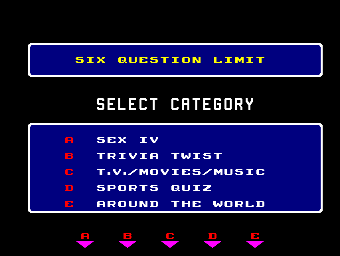 SIX QUESTION LIMIT
SELECT CATEGORY
A SEX IV
B TRIVIA TWIST
C T.V./MOVIES/MUSIC
D SPORTS QUIZ
E AROUND THE WORLD
A B C D E